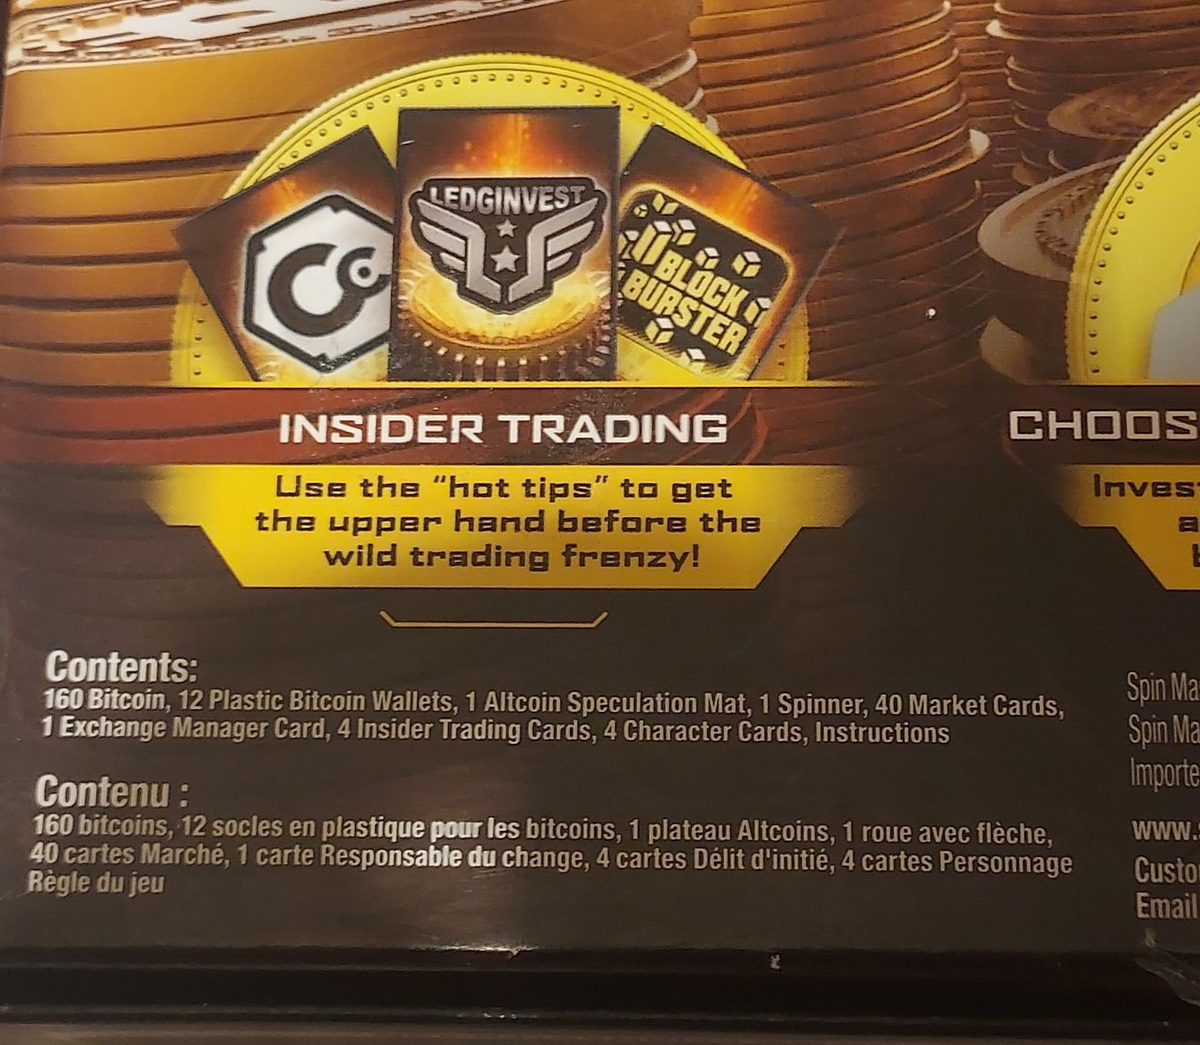 LEDGINVEST
BLOCK
BURSTER
INSIDER TRADING
Use the "hot tips" to get
the upper hand before the
wild trading frenzy!
CHOOS
Inves
a
Contents:
160 Bitcoin, 12 Plastic Bitcoin Wallets, 1 Altcoin Speculation Mat, 1 Spinner, 40 Market Cards,
1 Exchange Manager Card, 4 Insider Trading Cards, 4 Character Cards, Instructions
Contenu :
160 bitcoins, 12 socles en plastique pour les bitcoins, 1 plateau Altcoins, 1 roue avec flèche,
40 cartes Marché, 1 carte Responsable du change, 4 cartes Délit d'initié, 4 cartes Personnage
Règle du jeu
Spin Ma
Spin Ma
Importe
www.
Custo
Email